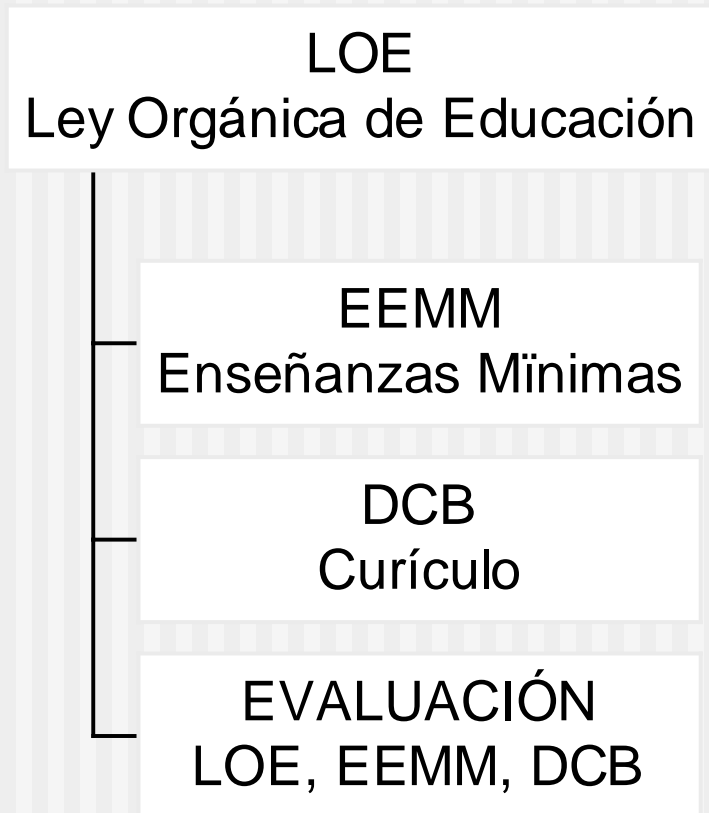 LOE
Ley Orgánica de Educación
EEMM
Enseñanzas Mïnimas
DCB
Curículo
EVALUACIÓN
LOE, EEMM, DCB